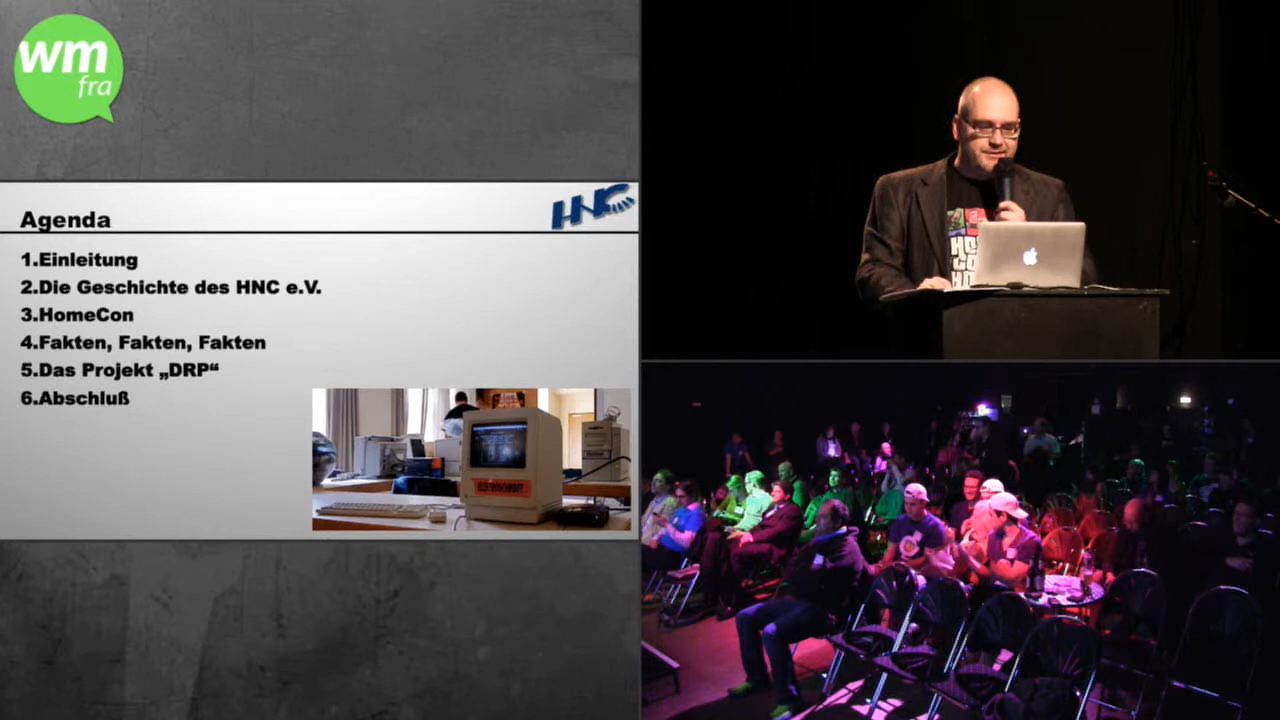 wm
fra
HNC
Agenda
1.Einleitung
2.Die Geschichte des HNC e.V.
3.HomeCon
4.Fakten, Fakten, Fakten
5.Das Projekt „DRP“
6.Abschluß